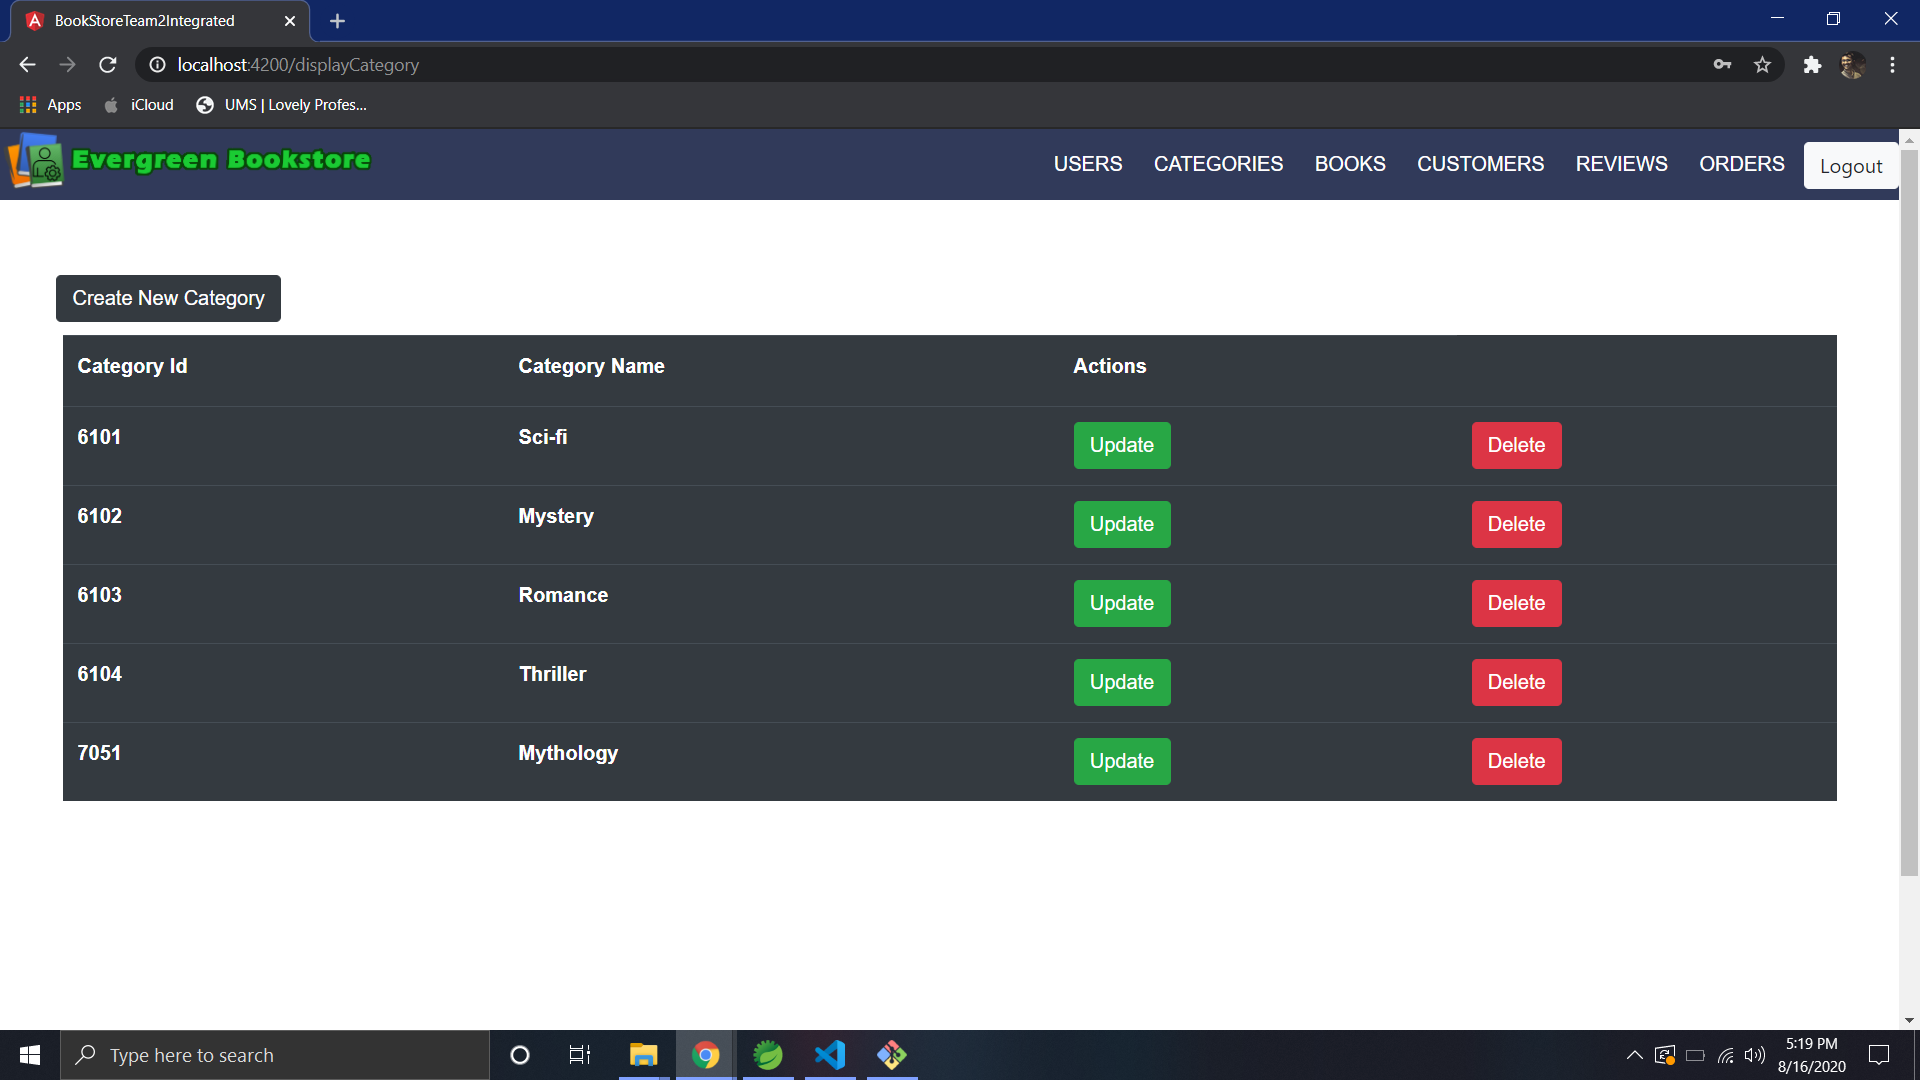 BookStoreTeam2Integrated
localhost:4200/displayCategory
Apps iCloud UMS | Lovely Profes...
Evergreen Bookstore USERS CATEGORIES BOOKS CUSTOMERS REVIEWS ORDERS Logout
Create New Category
Category Id Category Name Actions
6101 Sci-fi Update Delete
6102 Mystery Update Delete
6103 Romance Update Delete
6104 Thriller Update Delete
7051 Mythology Update Delete
Type here to search
5:19 PM
8/16/2020